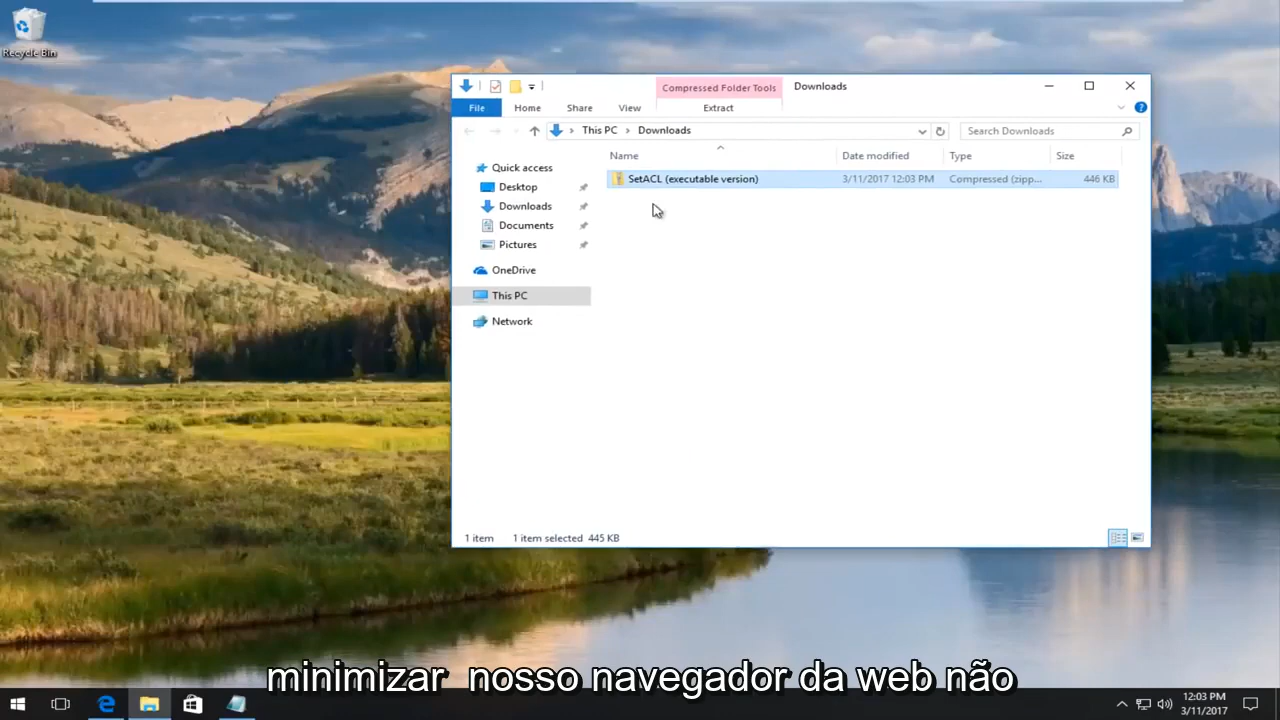 Recycle Bin
Compressed Folder Tools
Downloads
File
Home
Share
View
Extract
This PC
Downloads
Search Downloads
Name
Date modified
Type
Size
SetACL (executable version)
3/11/2017 12:03 PM
Compressed (zipp...
446 KB
Quick access
Desktop
Downloads
Documents
Pictures
OneDrive
This PC
Network
1 item
1 item selected 445 KB
minimizar nosso navegador da web não
12:03 PM
3/11/2017